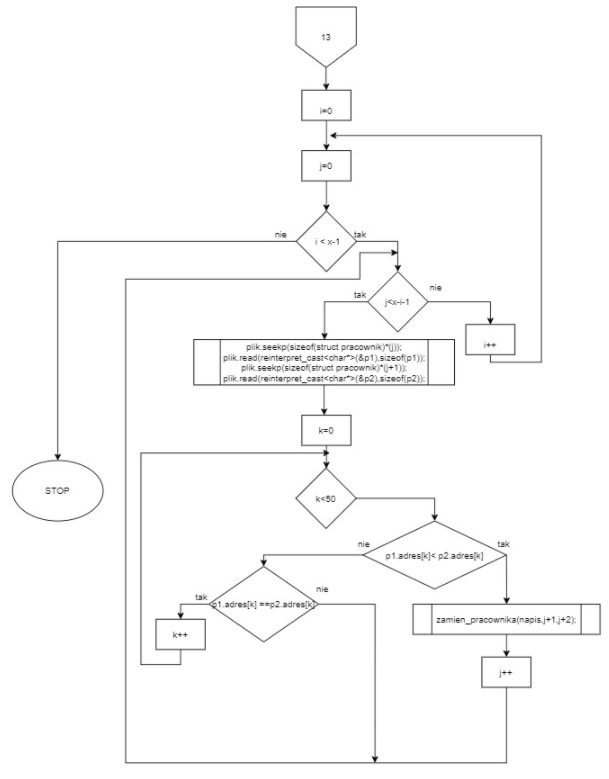 13
i=0
j=0
nie
i < x-1
tak
nie
tak
j<x-i-1
i++
plik.seekp(sizeof(struct pracownik)*(j));
plik.read(reinterpret_cast<char*>(&p1),sizeof(p1));
plik.seekp(sizeof(struct pracownik)*(j+1));
plik.read(reinterpret_cast<char*>(&p2),sizeof(p2));
k=0
STOP
k<50
nie
tak
p1.adres[k]< p2.adres[k]
tak
nie
p1.adres[k] ==p2.adres[k]
k++
zamien_pracownika(napis,j+1,j+2);
j++